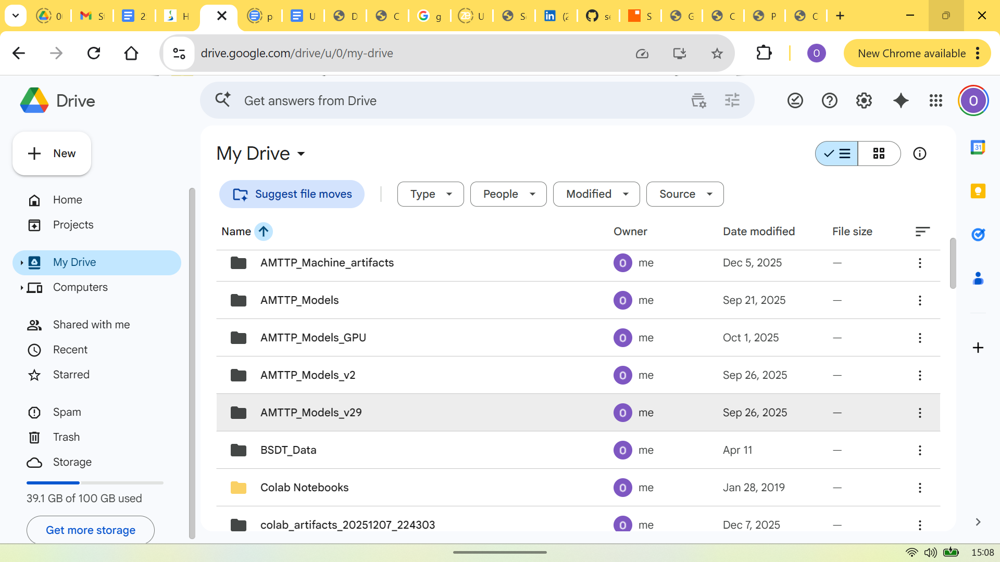 S
2
H
p
U
D
C
g
U
S
(2
se
S
G
C
P
C
drive.google.com/drive/u/0/my-drive
O
New Chrome available
Drive
Get answers from Drive
O
New
My Drive
Suggest file moves
Type
People
Modified
Source
Home
Projects
My Drive
Computers
Shared with me
Recent
Starred
Spam
Trash
Storage
39.1 GB of 100 GB used
Get more storage
Name Owner Date modified File size
AMTTP_Machine_artifacts O me Dec 5, 2025 —
AMTTP_Models O me Sep 21, 2025 —
AMTTP_Models_GPU O me Oct 1, 2025 —
AMTTP_Models_v2 O me Sep 26, 2025 —
AMTTP_Models_v29 O me Sep 26, 2025 —
BSDT_Data O me Apr 11 —
Colab Notebooks O me Jan 28, 2019 —
colab_artifacts_20251207_224303 O me Dec 7, 2025 —
31
15:08